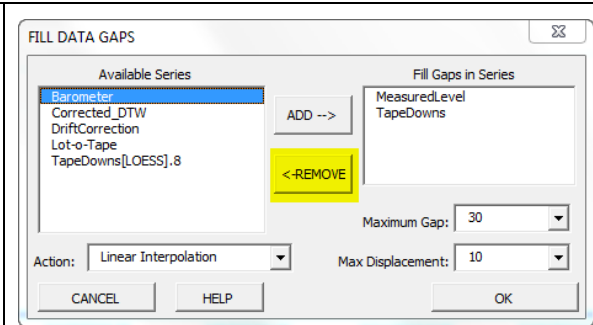 FILL DATA GAPS
Available Series
Barometer
Corrected_DTW
DriftCorrection
Lot-o-Tape
TapeDowns[LOESS].8
ADD -->
<-REMOVE
Fill Gaps in Series
MeasuredLevel
TapeDowns
Maximum Gap: 30
Action: Linear Interpolation
Max Displacement: 10
CANCEL
HELP
OK